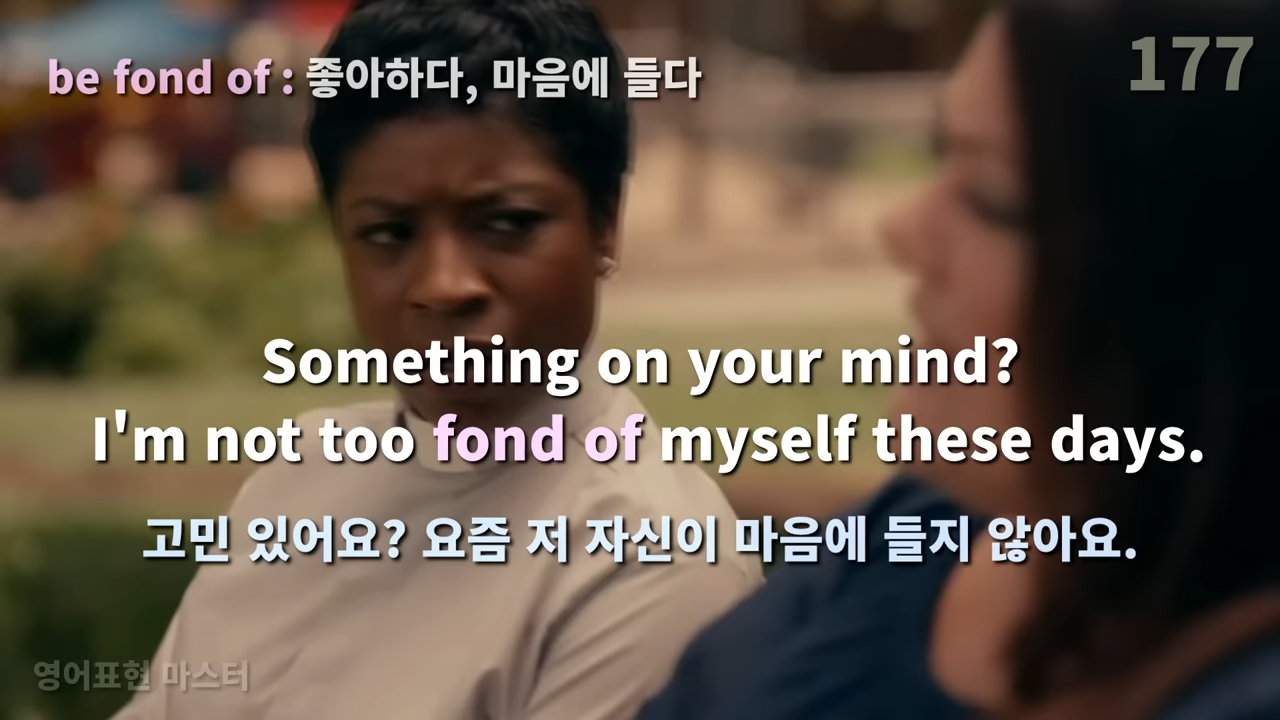 be fond of : 좋아하다, 마음에 들다
177
Something on your mind?
I'm not too fond of myself these days.
고민 있어요? 요즘 저 자신이 마음에 들지 않아요.
영어표현 마스터